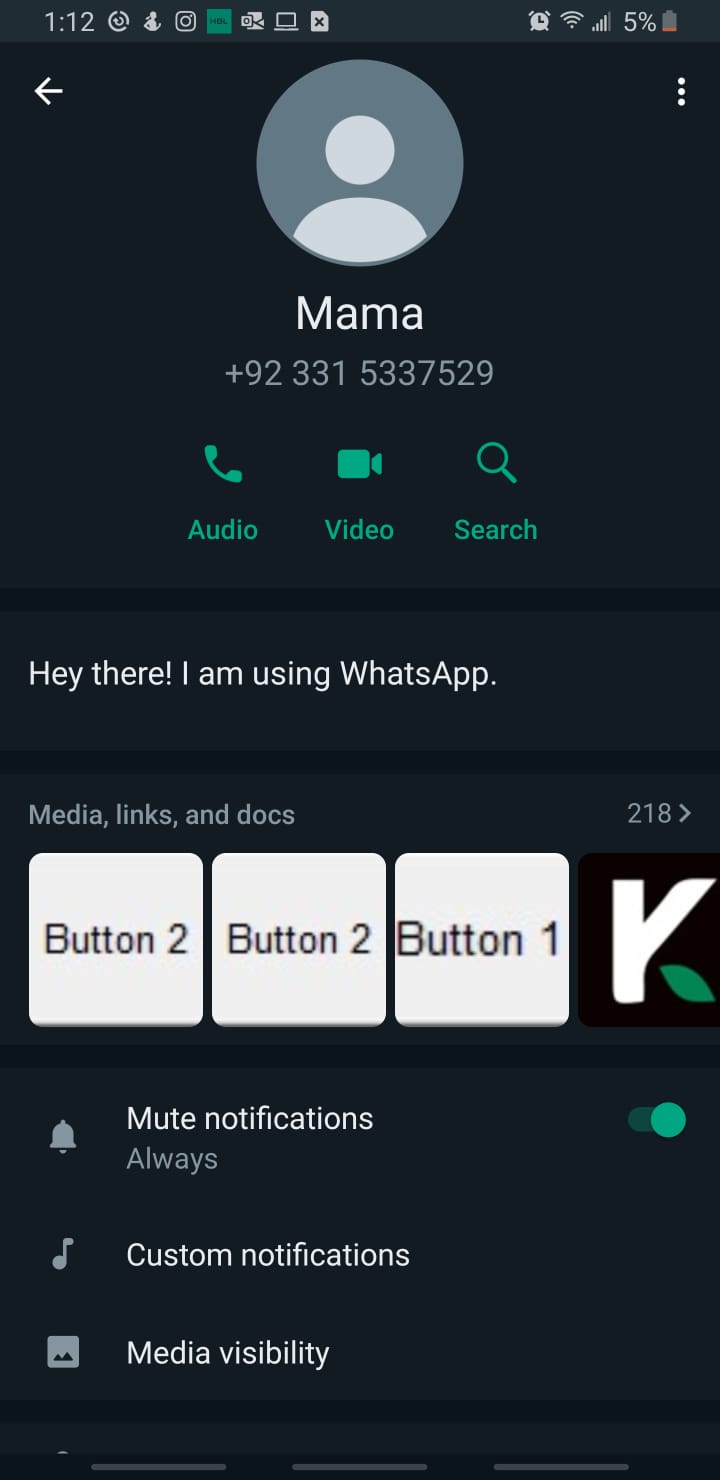 1:12 HBL 5%
Mama
+92 331 5337529
Audio Video Search
Hey there! I am using WhatsApp.
Media, links, and docs 218
Button 2 Button 2 Button 1 K
Mute notifications
Always
Custom notifications
Media visibility